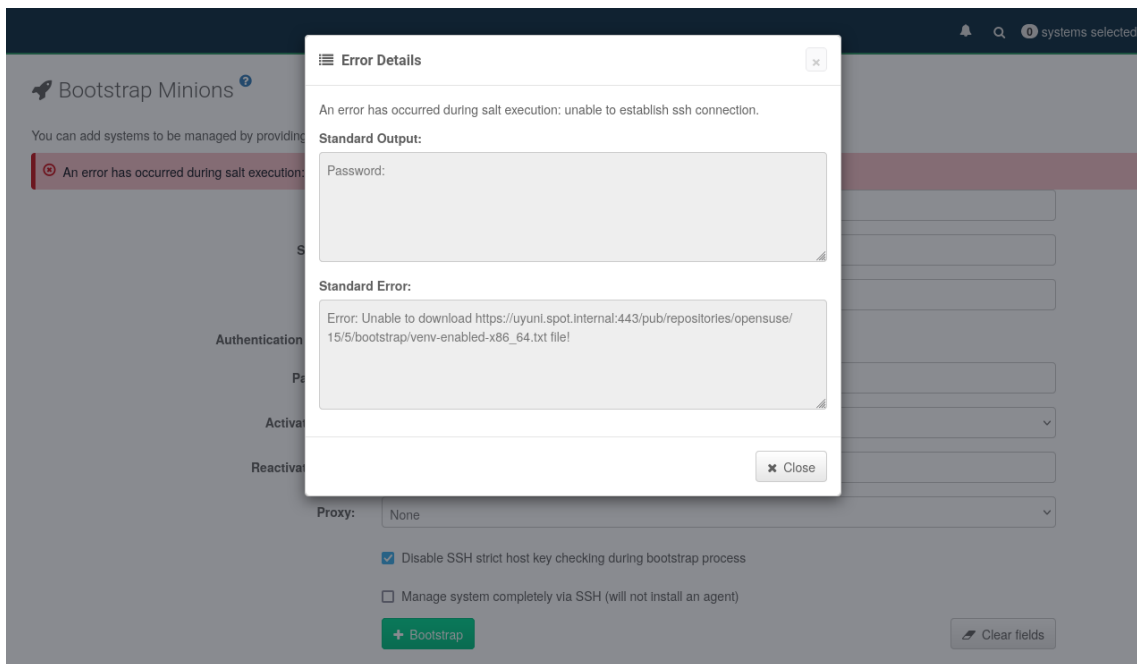 0 systems selected
Error Details
Bootstrap Minions
An error has occurred during salt execution: unable to establish ssh connection.
You can add systems to be managed by providing
Standard Output:
An error has occurred during salt execution:
Password:
Standard Error:
Error: Unable to download https://uyuni.spot.internal:443/pub/repositories/opensuse/
15/5/bootstrap/venv-enabled-x86_64.txt file!
Authentication
Activat
Reactivat
Close
Proxy:
None
Disable SSH strict host key checking during bootstrap process
Manage system completely via SSH (will not install an agent)
Bootstrap
Clear fields